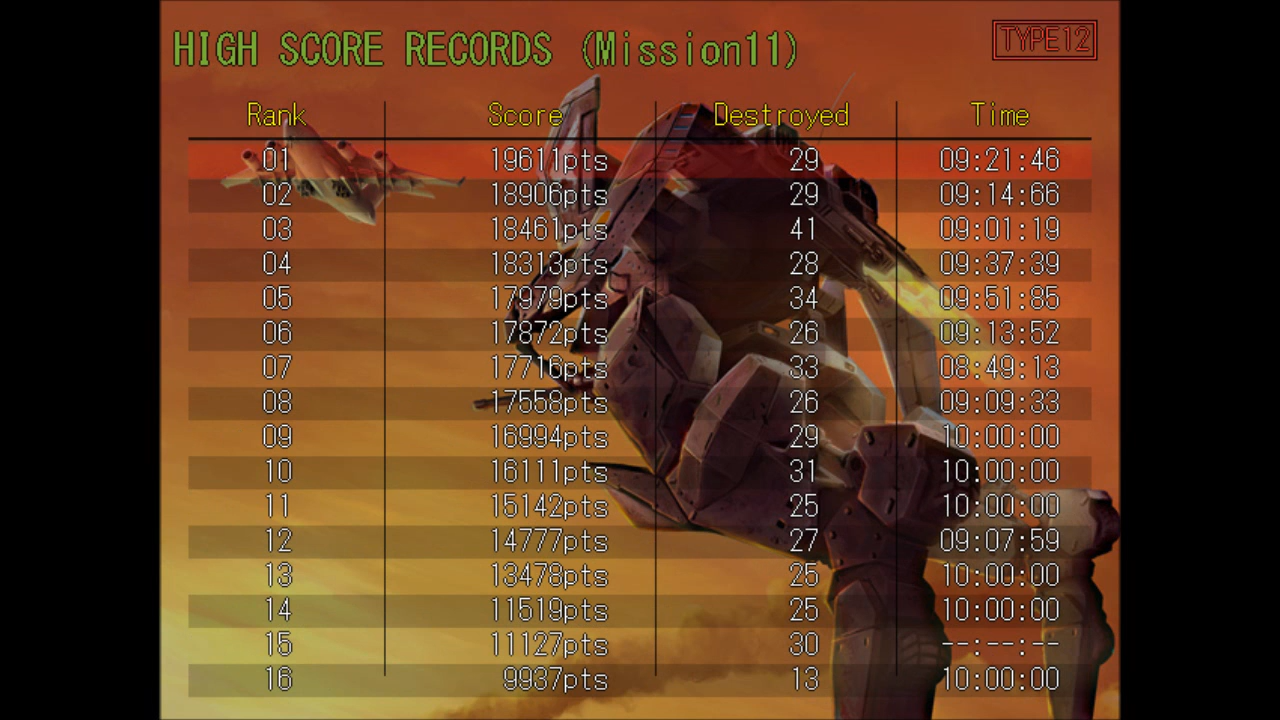 HIGH SCORE RECORDS (Mission11) TYPE12
Rank Score Destroyed Time
01 19611pts 29 09:21:46
02 18906pts 29 09:14:66
03 18461pts 41 09:01:19
04 18313pts 28 09:37:39
05 17979pts 34 09:51:85
06 17872pts 26 09:13:52
07 17716pts 33 08:49:13
08 17558pts 26 09:09:33
09 16994pts 29 10:00:00
10 16111pts 31 10:00:00
11 15142pts 25 10:00:00
12 14777pts 27 09:07:59
13 13478pts 25 10:00:00
14 11519pts 25 10:00:00
15 11127pts 30 --:--:--
16 9937pts 13 10:00:00